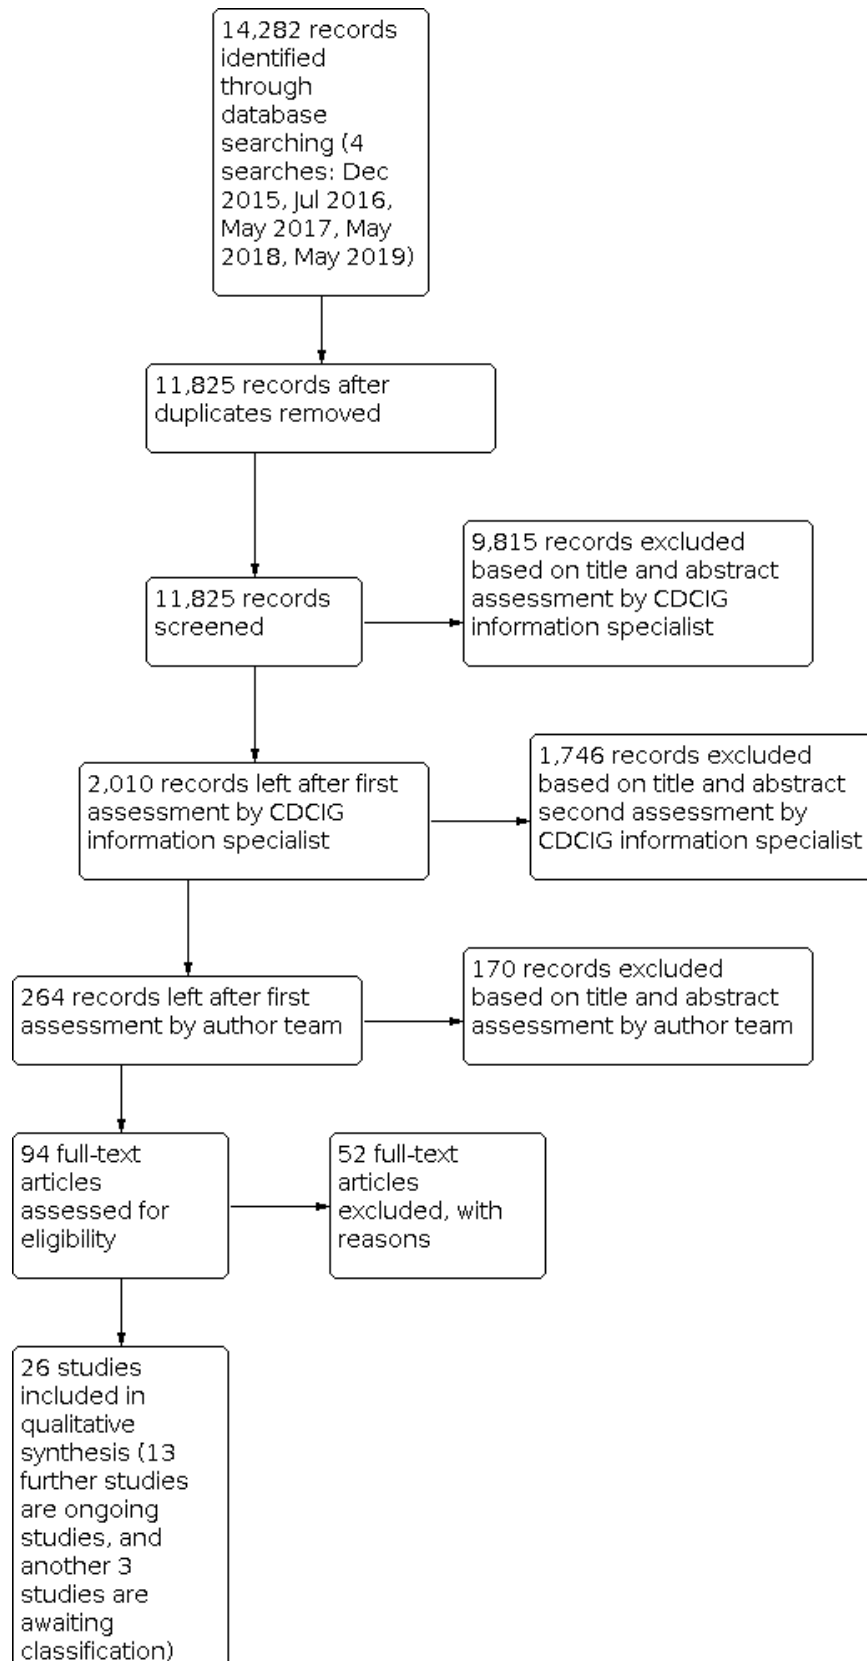 14,282 records
identified
through
database
searching (4
searches: Dec
2015, Jul 2016,
May 2017, May
2018, May 2019)
11,825 records after
duplicates removed
11,825 records
screened
9,815 records excluded
based on title and abstract
assessment by CDCIG
information specialist
2,010 records left after first
assessment by CDCIG
information specialist
1,746 records excluded
based on title and abstract
second assessment by
CDCIG information specialist
264 records left after first
assessment by author team
170 records excluded
based on title and abstract
assessment by author team
94 full-text
articles
assessed for
eligibility
52 full-text
articles
excluded, with
reasons
26 studies
included in
qualitative
synthesis (13
further studies
are ongoing
studies, and
another 3
studies are
awaiting
classification)